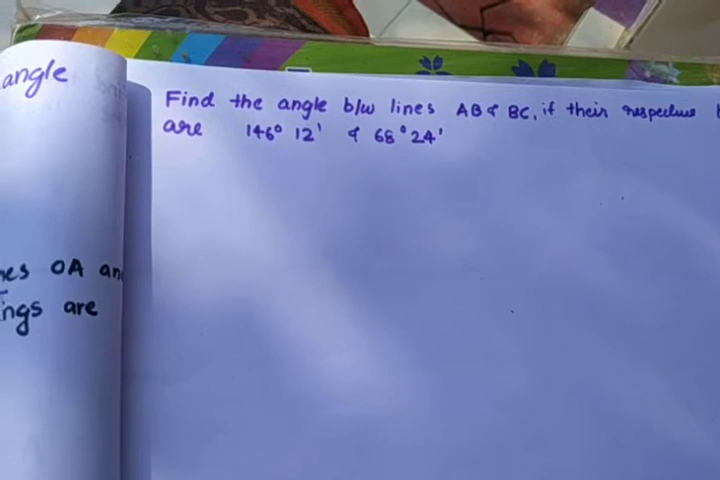 angle
Find the angle b/w lines AB & BC, if their respective
are 146° 12' & 68° 24'
OA an
ngs are